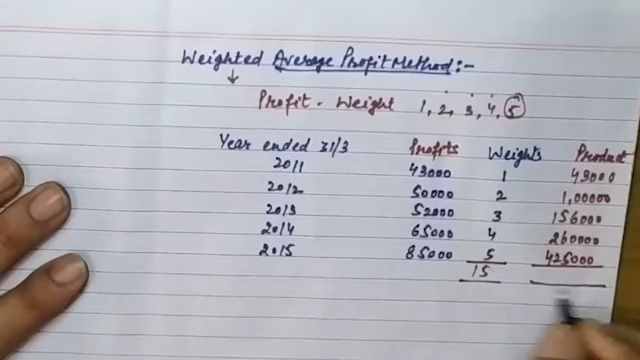 Weighted Average Profit Method:-
↓
Profit - Weight 1, 2, 3, 4, 5
Year ended 31/3 Profits Weights Product
2011 43000 1 43000
2012 50000 2 1,00000
2013 52000 3 156000
2014 65000 4 260000
2015 85000 5 425000
15